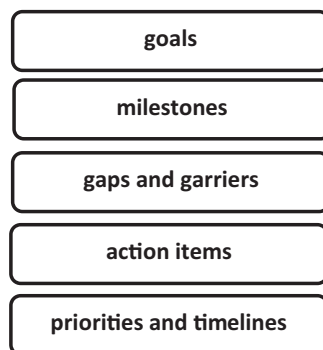 goals
milestones
gaps and garriers
action items
priorities and timelines